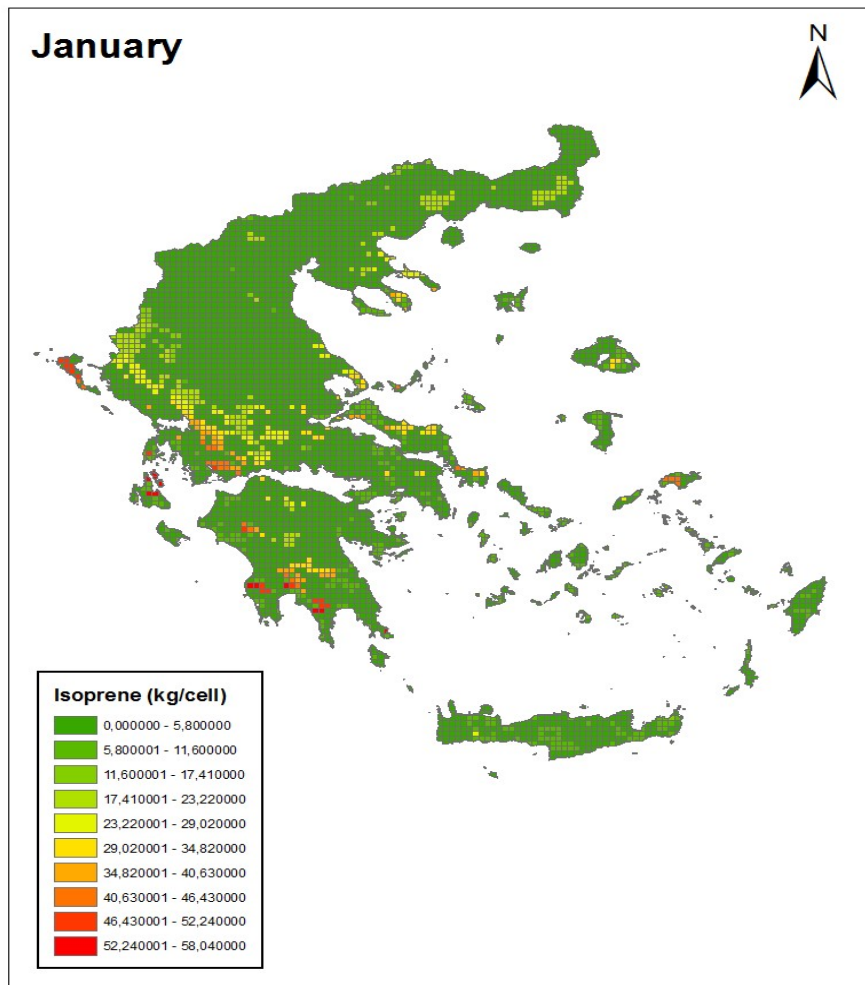 January
N
Isoprene (kg/cell)
0,000000 - 5,800000
5,800001 - 11,600000
11,600001 - 17,410000
17,410001 - 23,220000
23,220001 - 29,020000
29,020001 - 34,820000
34,820001 - 40,630000
40,630001 - 46,430000
46,430001 - 52,240000
52,240001 - 58,040000